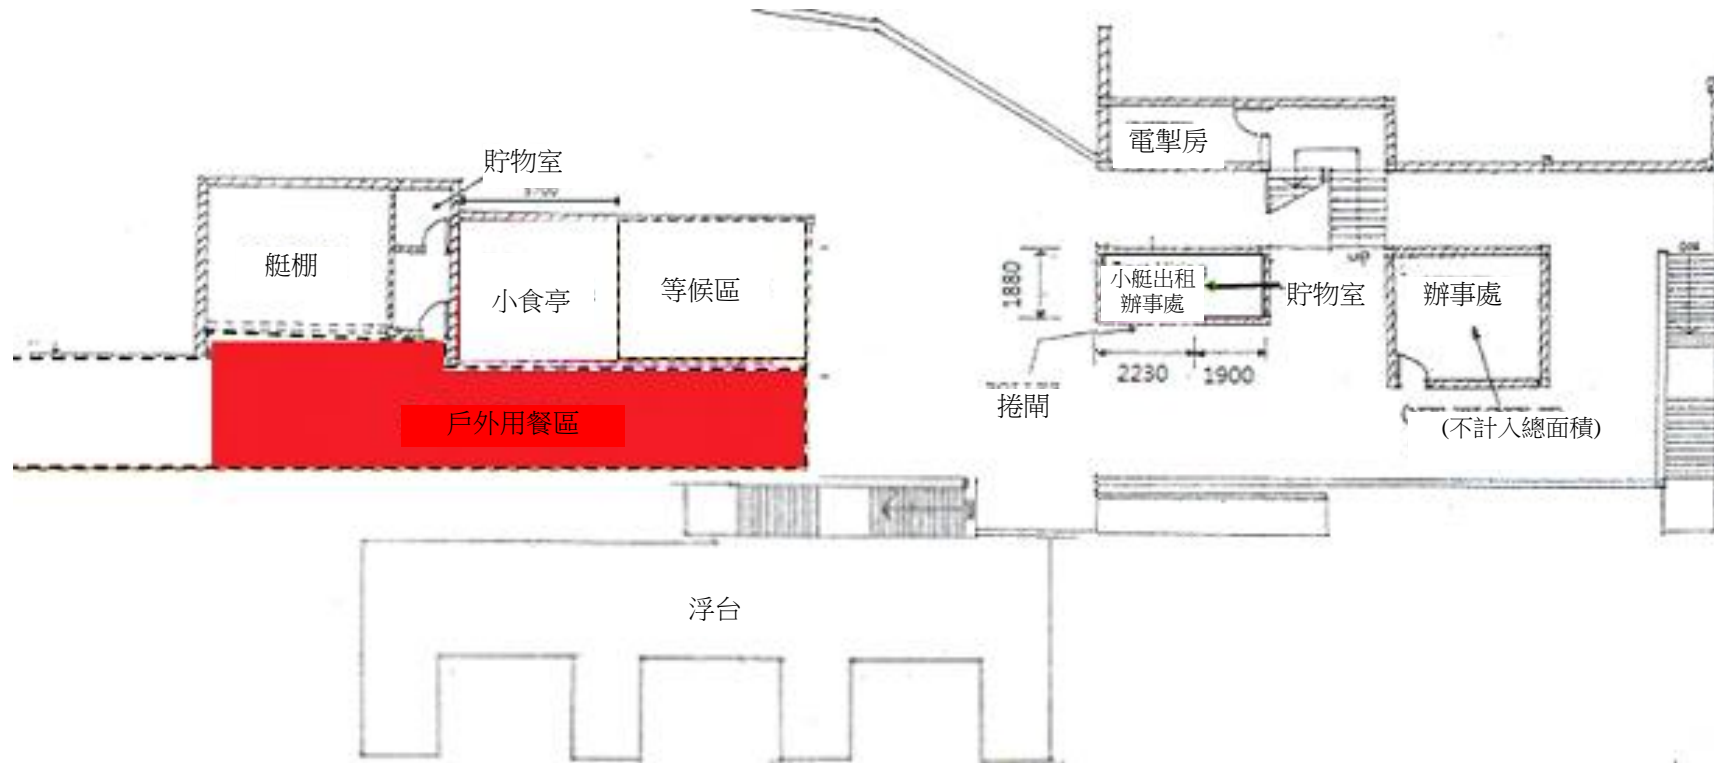 電掣房
貯物室
艇棚
小食亭
等候區
1880
小艇出租
辦事處
貯物室
辦事處
2230
1900
捲閘
戶外用餐區
(不計入總面積)
浮台